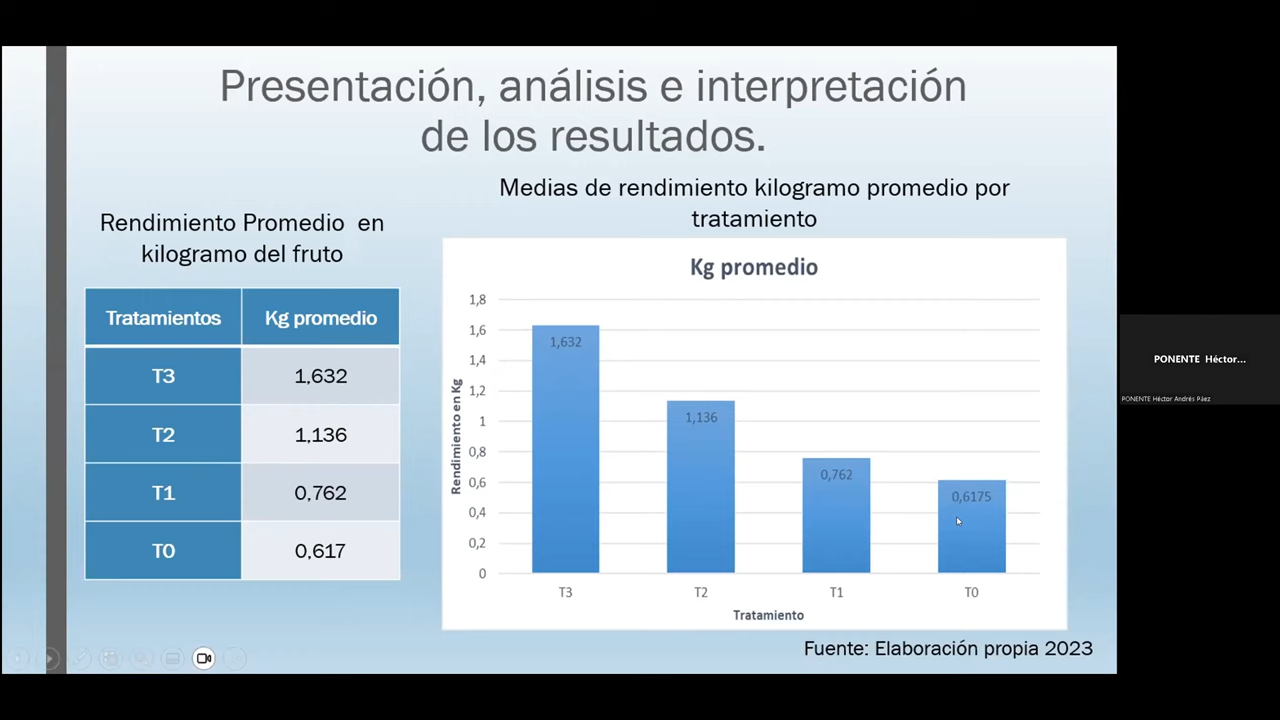 Presentación, análisis e interpretación
de los resultados.
Rendimiento Promedio en
kilogramo del fruto
Tratamientos Kg promedio
T3 1,632
T2 1,136
T1 0,762
T0 0,617
Medias de rendimiento kilogramo promedio por
tratamiento
Kg promedio
Rendimiento en Kg
1,8
1,6
1,4
1,2
1
0,8
0,6
0,4
0,2
0
1,632
1,136
0,762
0,6175
T3 T2 T1 T0
Tratamiento
Fuente: Elaboración propia 2023
PONENTE Héctor...
PONENTE Héctor Andrés Páez